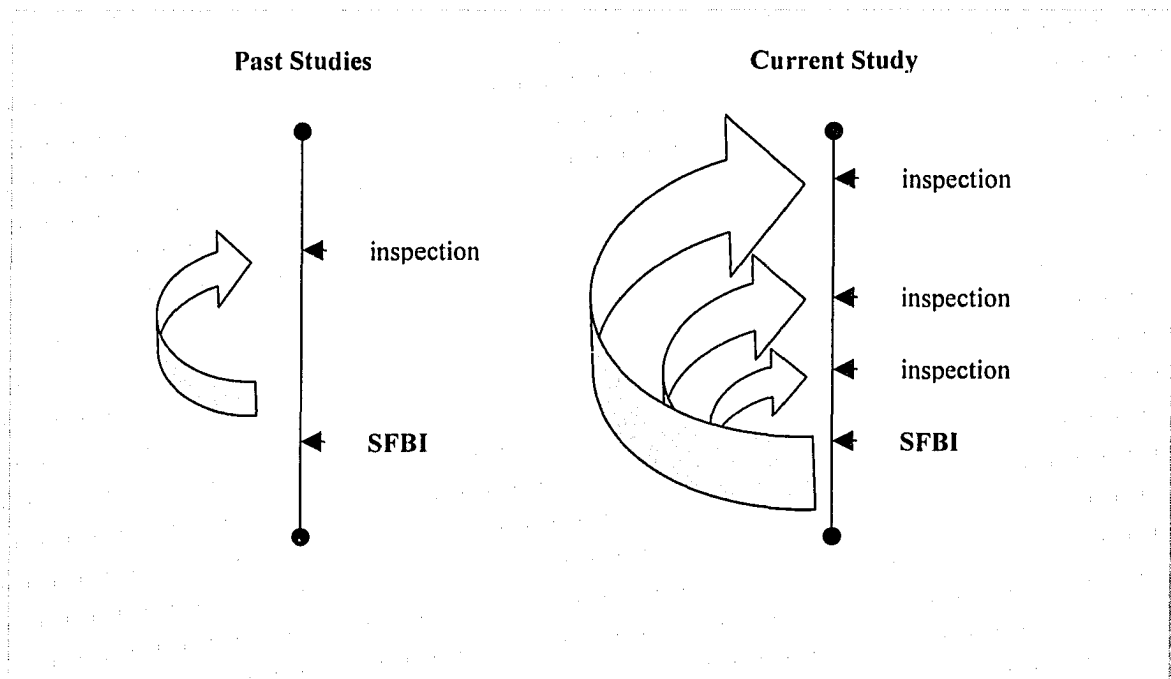 Past Studies
inspection
SFBI
Current Study
inspection
inspection
inspection
SFBI